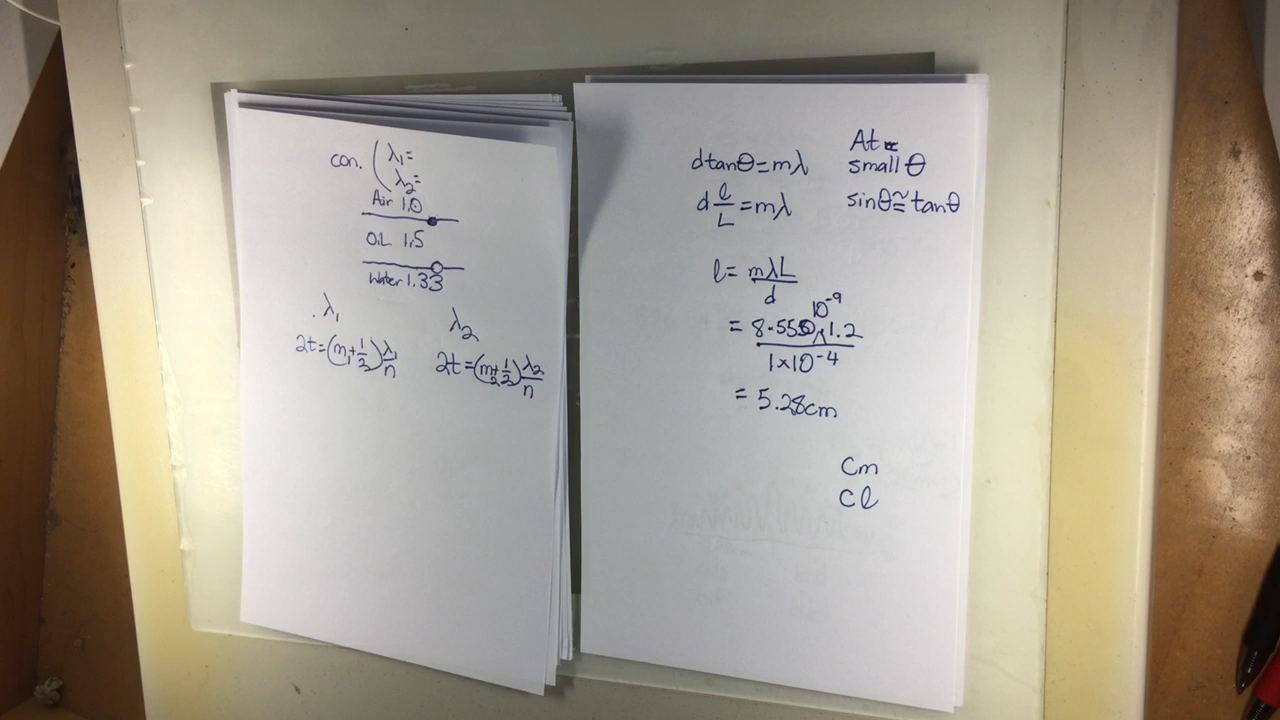 con. ( λ₁=
λ₂=
Air 1.0
OiL 1.5
Water 1.33
λ₁ λ₂
2t=(m₁+1/2)λ₁/n 2t=(m₂+1/2)λ₂/n
dtanθ=mλ
d l/L =mλ
At
small θ
sinθ≃tanθ
l= mλL/d
= 8·550 10⁻⁹ 1.2 / 1×10⁻⁴
= 5.28cm
Cm
Cl